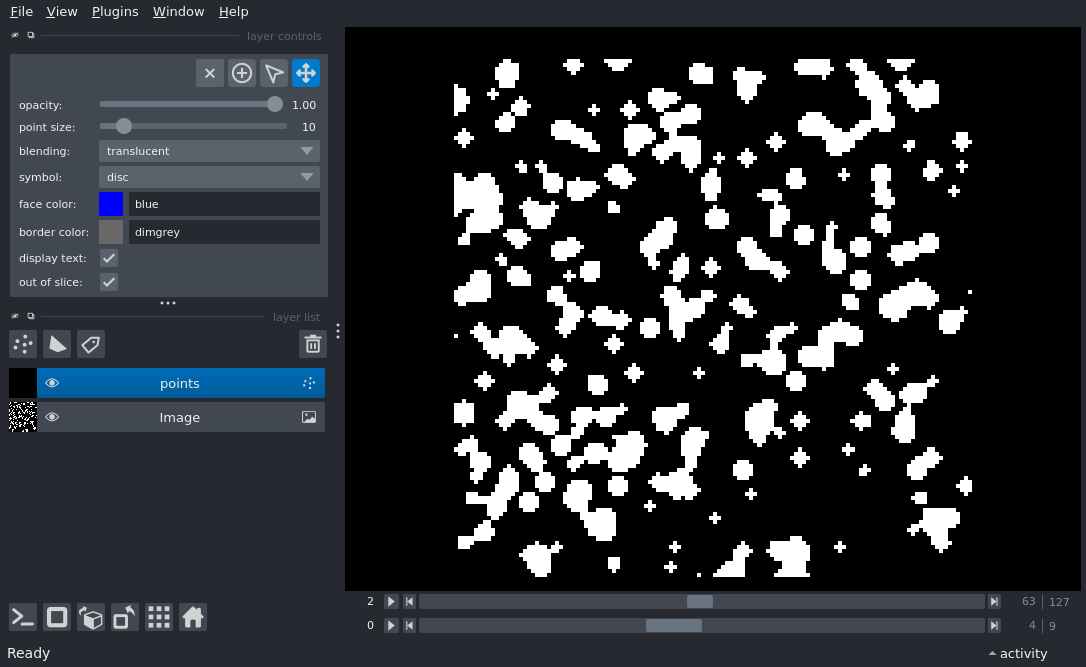 File View Plugins Window Help
layer controls
opacity: 1.00
point size: 10
blending: translucent
symbol: disc
face color: blue
border color: dimgrey
display text:
out of slice:
layer list
points
Image
2 63 127
0 4 9
Ready activity